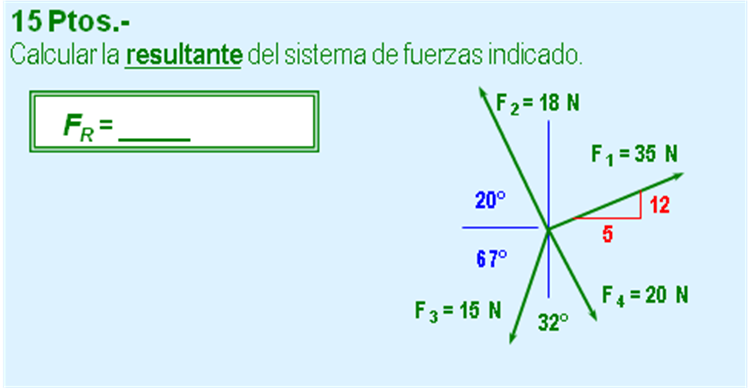 15 Ptos.-
Calcular la resultante del sistema de fuerzas indicado.
F_R = _____
F₂ = 18 N
F₁ = 35 N
20°
12
5
67°
F₄ = 20 N
F₃ = 15 N
32°